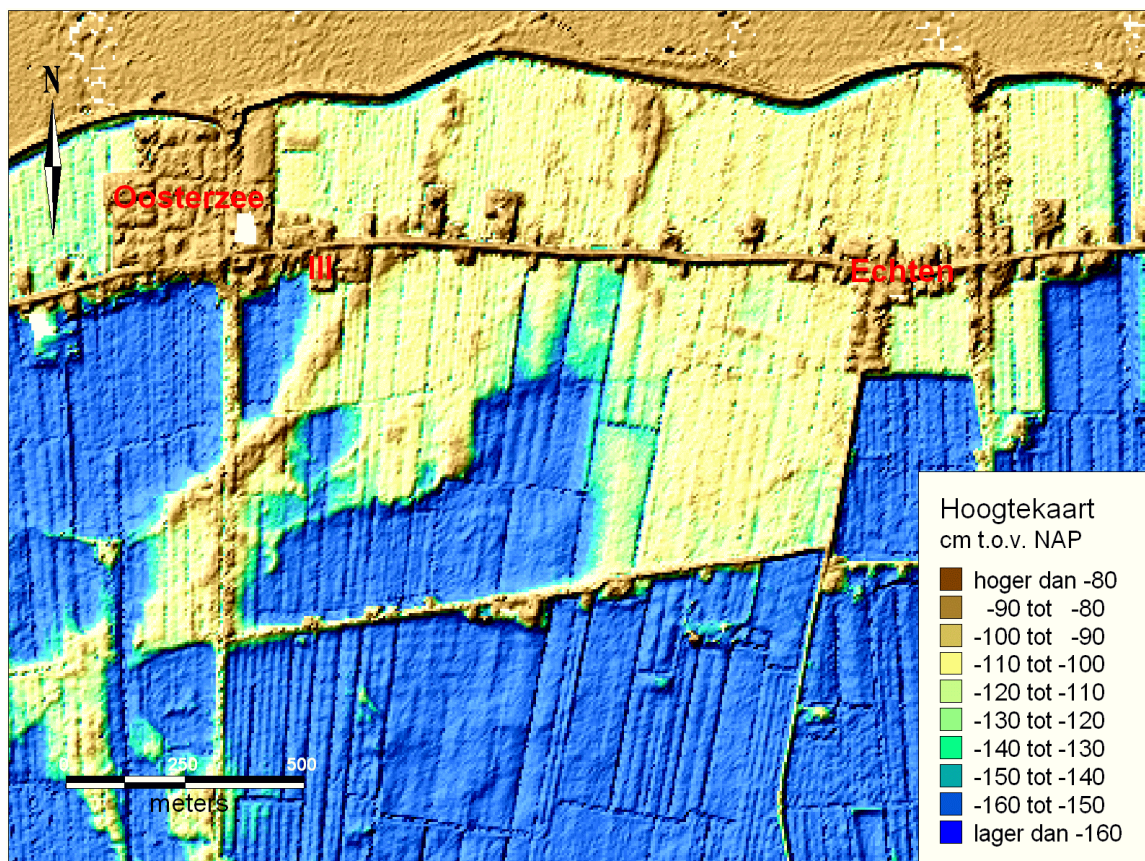 N
Oosterzee
III
Echten
0 250 500
meters
Hoogtekaart
cm t.o.v. NAP
hoger dan -80
-90 tot -80
-100 tot -90
-110 tot -100
-120 tot -110
-130 tot -120
-140 tot -130
-150 tot -140
-160 tot -150
lager dan -160